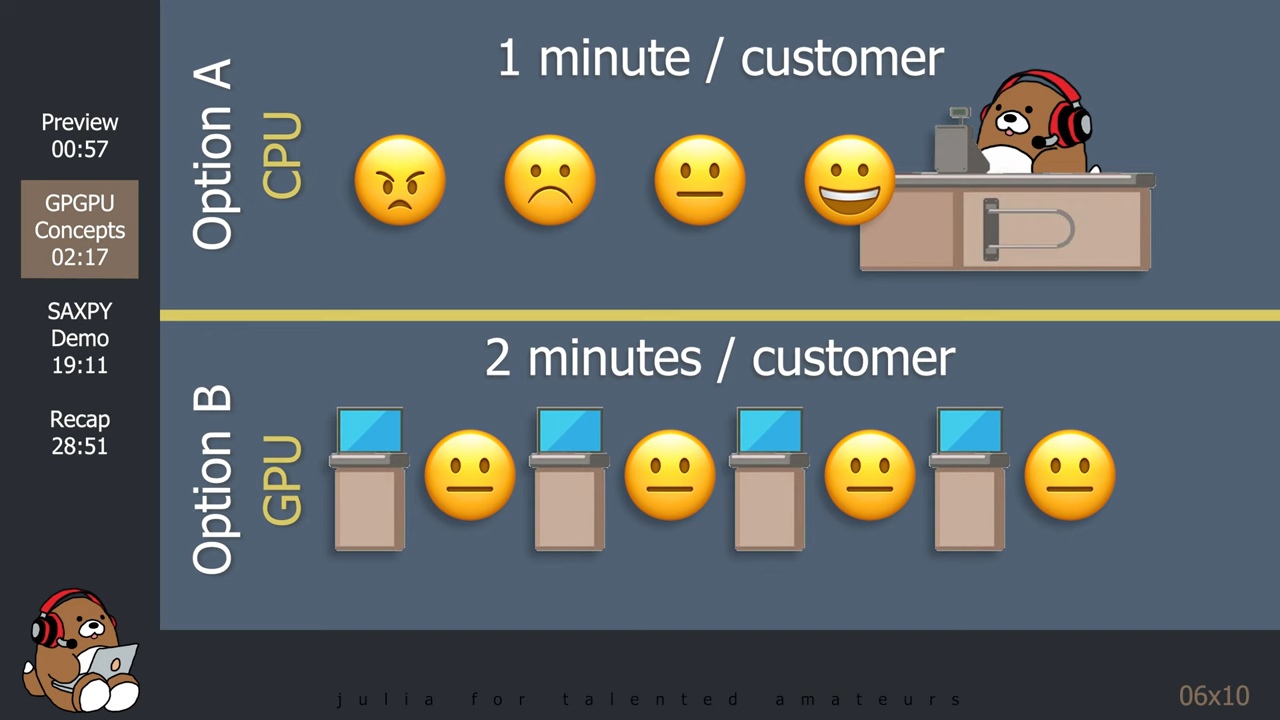 Preview
00:57
GPGPU
Concepts
02:17
SAXPY
Demo
19:11
Recap
28:51
Option A
CPU
1 minute / customer
Option B
GPU
2 minutes / customer
julia for talented amateurs
06x10